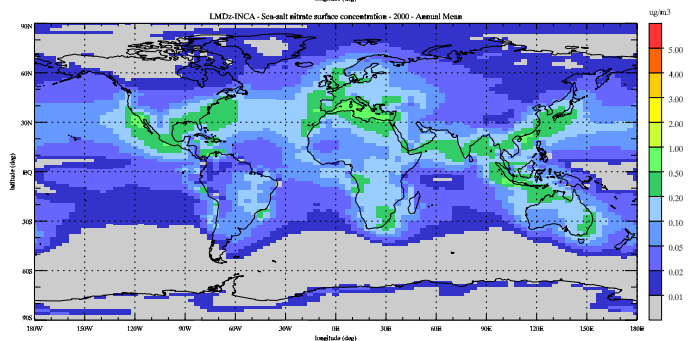 longitude (deg)
LMDz-INCA - Sea-salt nitrate surface concentration - 2000 - Annual Mean
ug/m3
90N
60N
30N
EQ
30S
60S
90S
latitude (deg)
180W 150W 120W 90W 60W 30W 0E 30E 60E 90E 120E 150E 180E
longitude (deg)
5.00
4.00
3.00
2.00
1.00
0.50
0.20
0.10
0.05
0.02
0.01